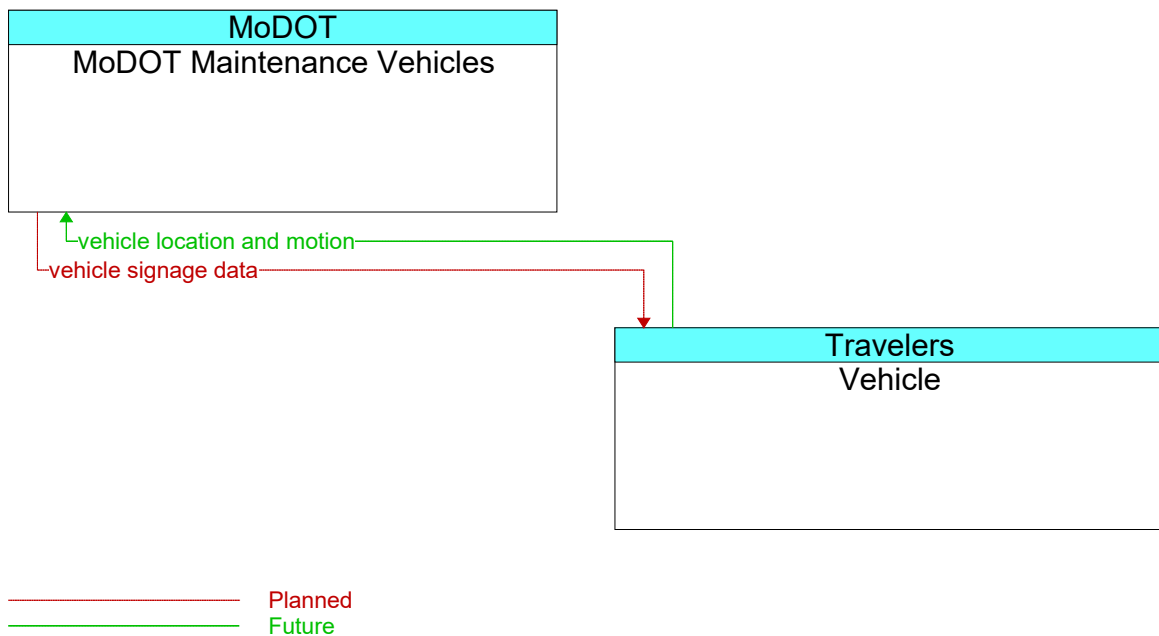 MoDOT
MoDOT Maintenance Vehicles
vehicle location and motion
vehicle signage data
Travelers
Vehicle
Planned
Future